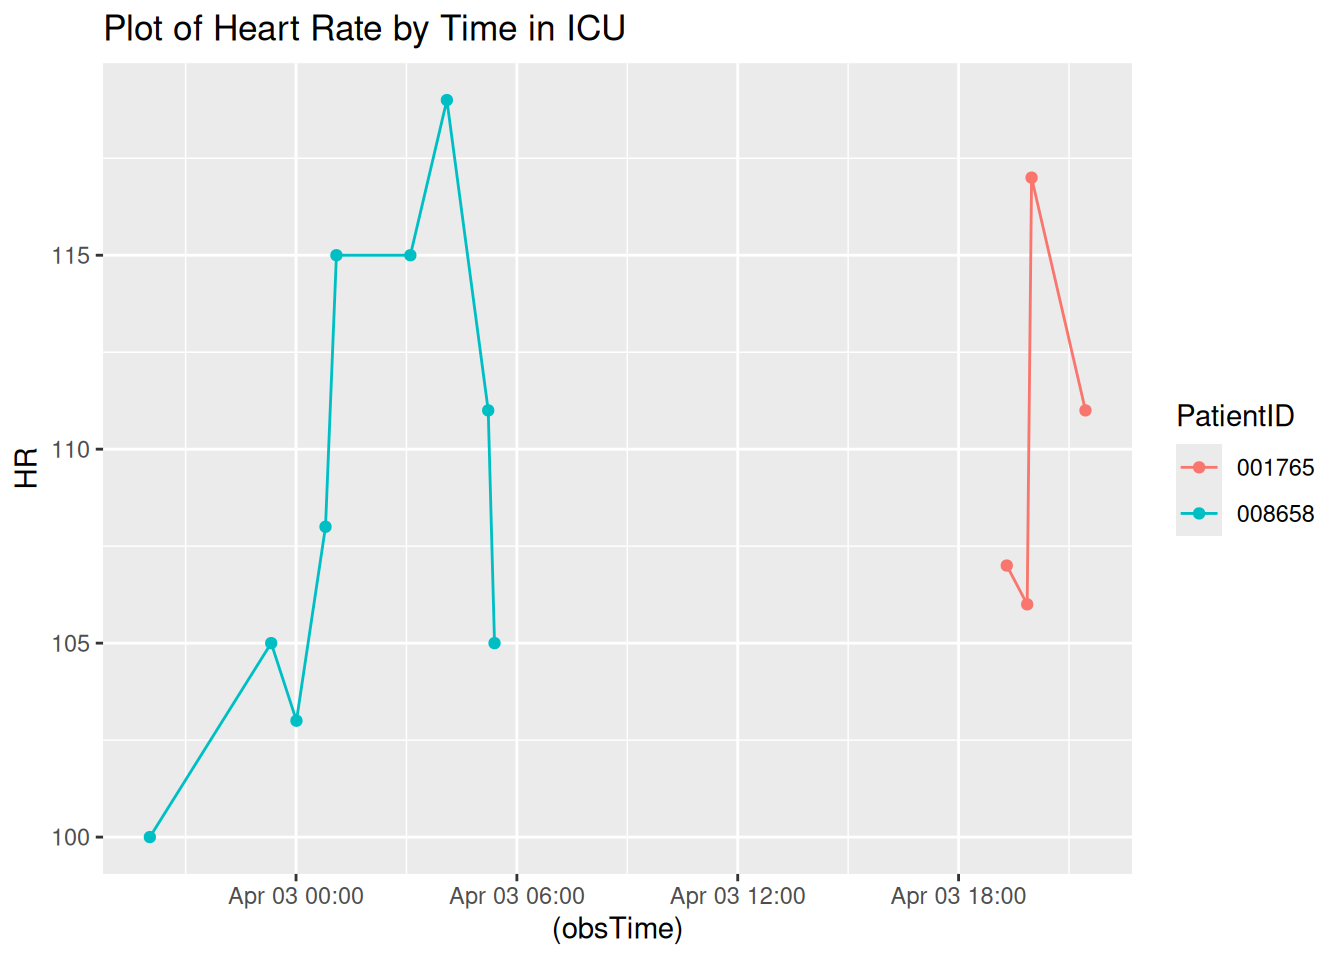 Plot of Heart Rate by Time in ICU
115
110
105
100
HR
Apr 03 00:00
Apr 03 06:00
Apr 03 12:00
Apr 03 18:00
(obsTime)
PatientID
001765
008658